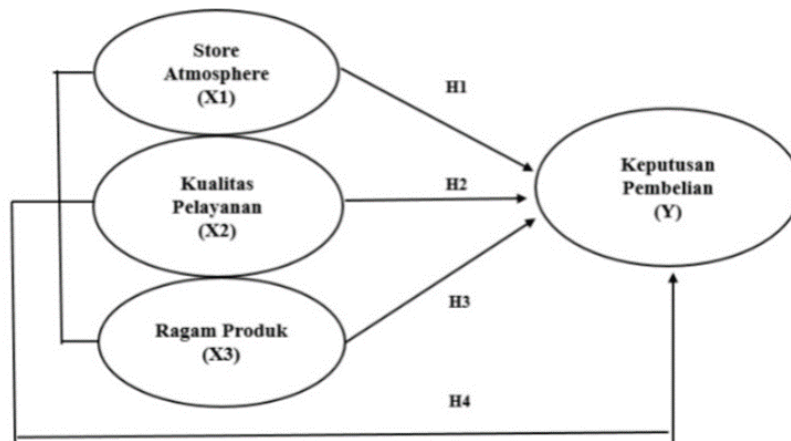 Store
Atmosphere
(X1)
H1
Kualitas
Pelayanan
(X2)
H2
Keputusan
Pembelian
(Y)
Ragam Produk
(X3)
H3
H4